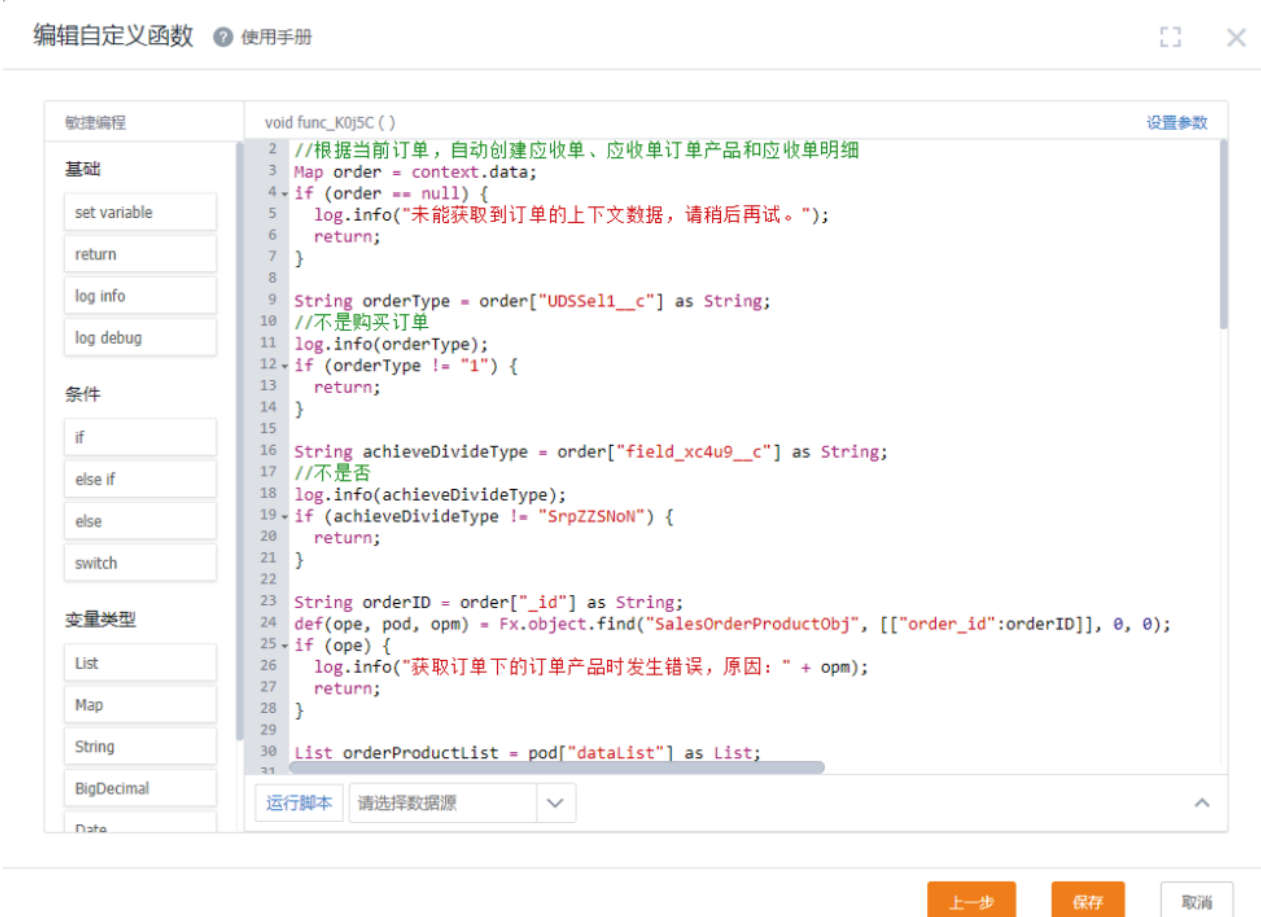 编辑自定义函数 ? 使用手册
敏捷编程
基础
set variable
return
log info
log debug
条件
if
else if
else
switch
变量类型
List
Map
String
BigDecimal
Date
void func_K0j5C ( ) 设置参数
2 //根据当前订单，自动创建应收单、应收单订单产品和应收单明细
3 Map order = context.data;
4 if (order == null) {
5 log.info("未能获取到订单的上下文数据，请稍后再试。");
6 return;
7 }
8
9 String orderType = order["UDSSel1__c"] as String;
10 //不是购买订单
11 log.info(orderType);
12 if (orderType != "1") {
13 return;
14 }
15
16 String achieveDivideType = order["field_xc4u9__c"] as String;
17 //不是否
18 log.info(achieveDivideType);
19 if (achieveDivideType != "SrpZZSNoN") {
20 return;
21 }
22
23 String orderID = order["_id"] as String;
24 def(ope, pod, opm) = Fx.object.find("SalesOrderProductObj", [["order_id":orderID]], 0, 0);
25 if (ope) {
26 log.info("获取订单下的订单产品时发生错误，原因：" + opm);
27 return;
28 }
29
30 List orderProductList = pod["dataList"] as List;
31
运行脚本 请选择数据源
上一步 保存 取消